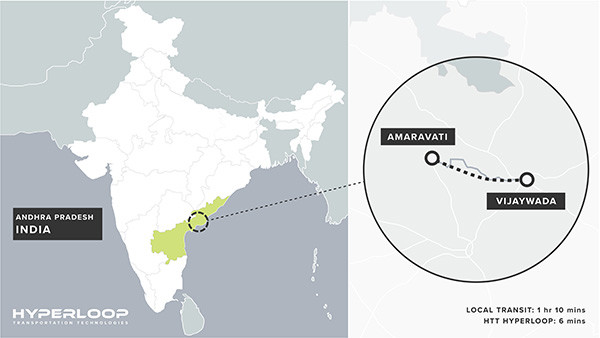 ANDHRA PRADESH
INDIA
HYPERLOOP
TRANSPORTATION TECHNOLOGIES
AMARAVATI
VIJAYWADA
LOCAL TRANSIT: 1 hr 10 mins
HTT HYPERLOOP: 6 mins